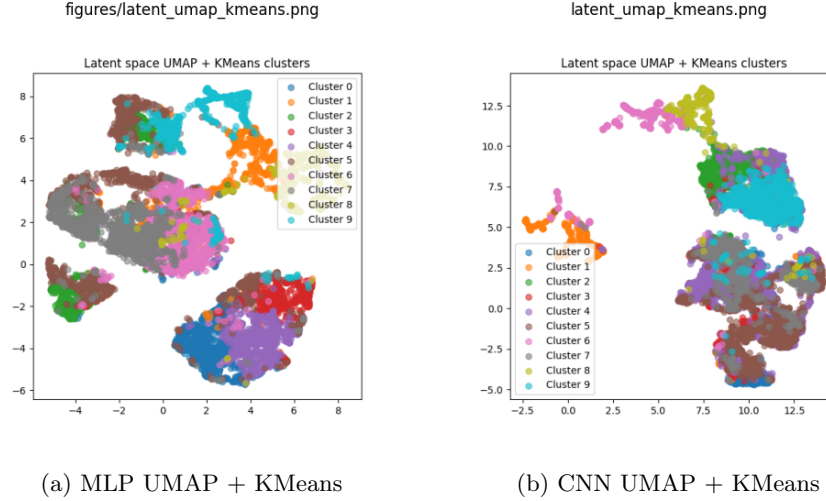 figures/latent_umap_kmeans.png
latent_umap_kmeans.png
Latent space UMAP + KMeans clusters
8
6
4
2
0
−2
−4
−6
−4
−2
0
2
4
6
8
Cluster 0
Cluster 1
Cluster 2
Cluster 3
Cluster 4
Cluster 5
Cluster 6
Cluster 7
Cluster 8
Cluster 9
Latent space UMAP + KMeans clusters
12.5
10.0
7.5
5.0
2.5
0.0
−2.5
−5.0
−2.5
0.0
2.5
5.0
7.5
10.0
12.5
Cluster 0
Cluster 1
Cluster 2
Cluster 3
Cluster 4
Cluster 5
Cluster 6
Cluster 7
Cluster 8
Cluster 9
(a) MLP UMAP + KMeans
(b) CNN UMAP + KMeans